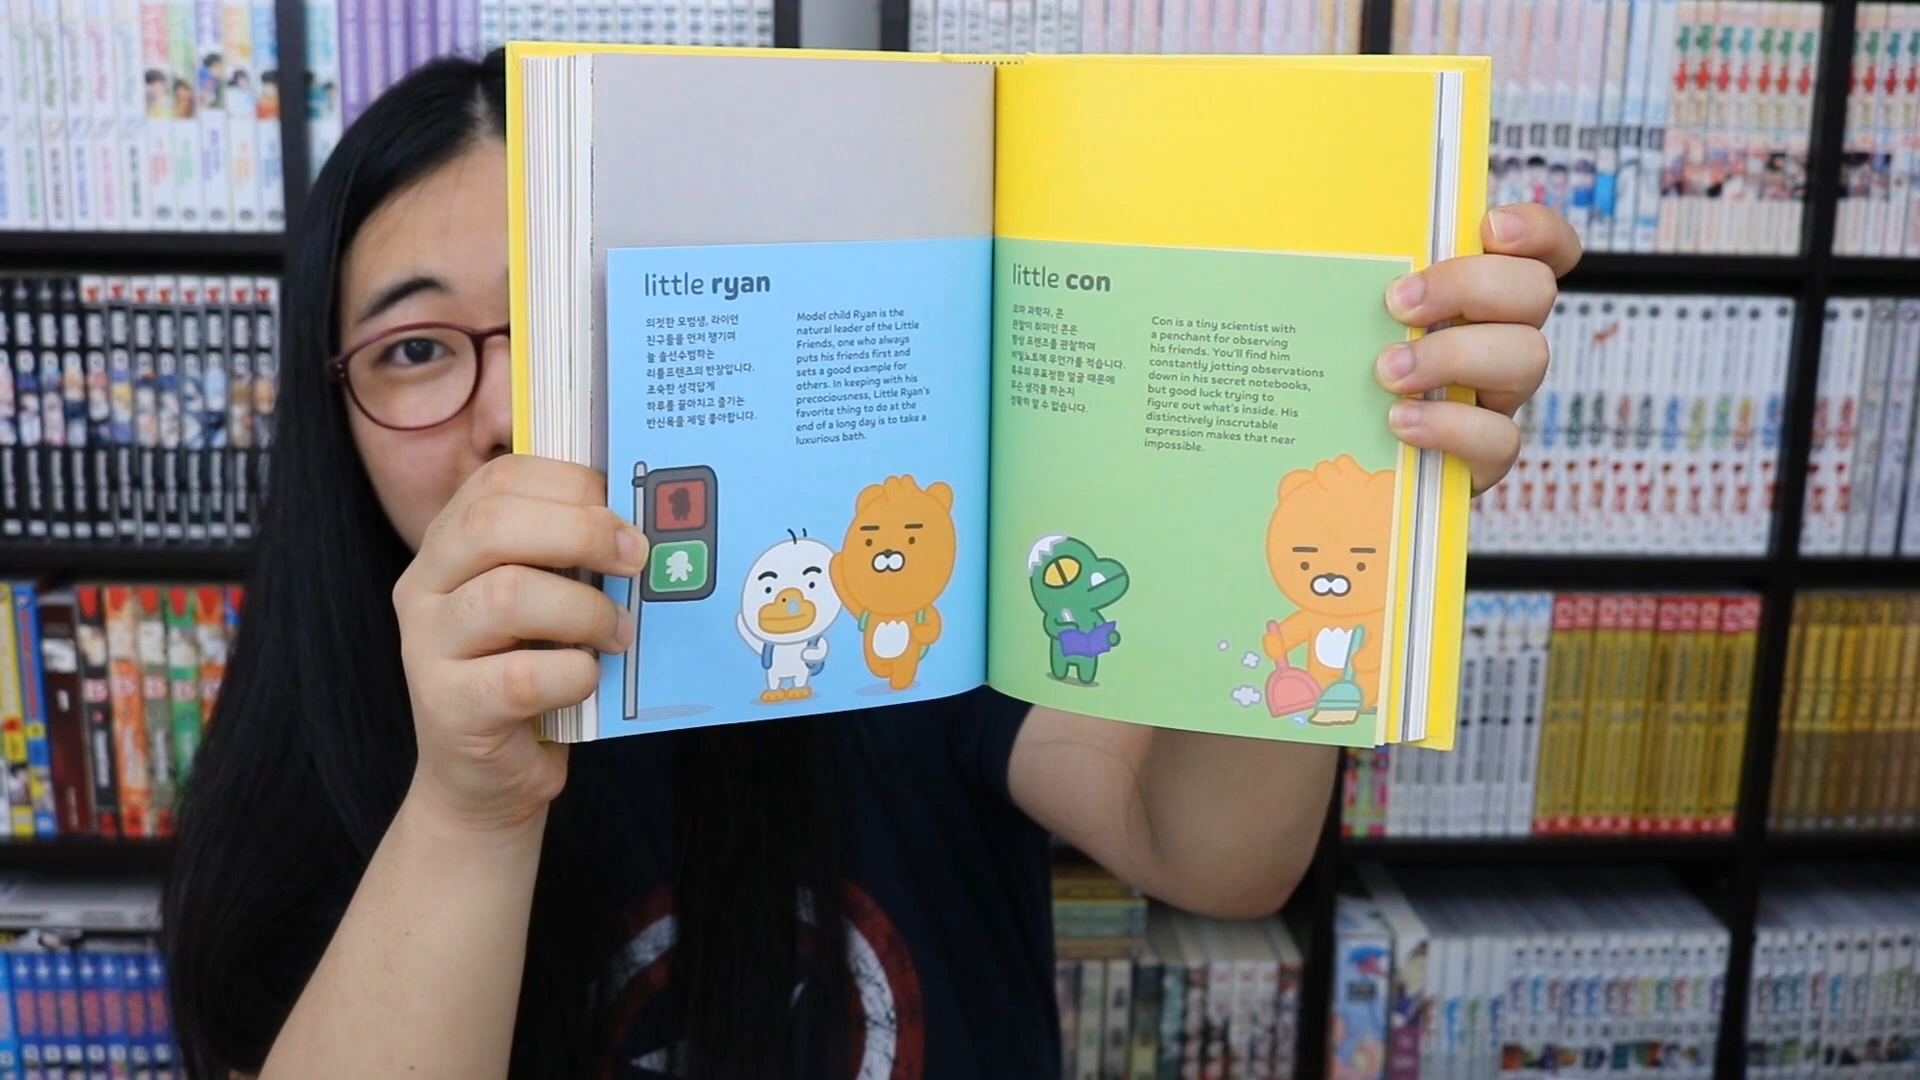 little ryan
의젓한 모범생, 라이언
친구들을 먼저 챙기며
늘 솔선수범하는
리틀프렌즈의 반장입니다.
조숙한 성격답게
하루를 끝마치고 즐기는
반신욕을 제일 좋아합니다.
Model child Ryan is the
natural leader of the Little
Friends, one who always
puts his friends first and
sets a good example for
others. In keeping with his
precociousness, Little Ryan's
favorite thing to do at the
end of a long day is to take a
luxurious bath.
little con
꼬마 과학자, 콘
관찰이 취미인 콘은
항상 프렌즈를 관찰하며
비밀노트에 무언가를 적습니다.
특유의 무표정한 얼굴 때문에
무슨 생각을 하는지
정확히 알 수 없습니다.
Con is a tiny scientist with
a penchant for observing
his friends. You'll find him
constantly jotting observations
down in his secret notebooks,
but good luck trying to
figure out what's inside. His
distinctively inscrutable
expression makes that near
impossible.